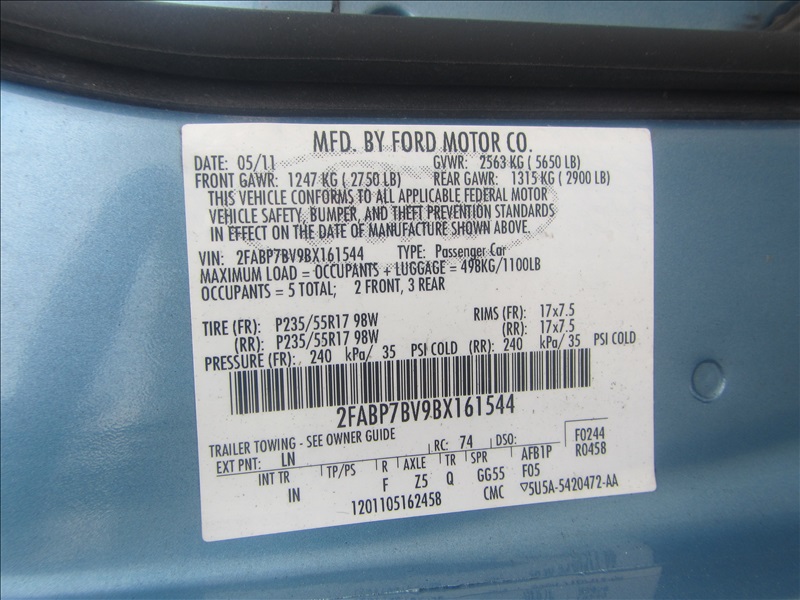 MFD. BY FORD MOTOR CO.
DATE: 05/11 GVWR: 2563 KG ( 5650 LB)
FRONT GAWR: 1247 KG ( 2750 LB) REAR GAWR: 1315 KG ( 2900 LB)
THIS VEHICLE CONFORMS TO ALL APPLICABLE FEDERAL MOTOR
VEHICLE SAFETY, BUMPER, AND THEFT PREVENTION STANDARDS
IN EFFECT ON THE DATE OF MANUFACTURE SHOWN ABOVE.
VIN: 2FABP7BV9BX161544 TYPE: Passenger Car
MAXIMUM LOAD = OCCUPANTS + LUGGAGE = 498KG/1100LB
OCCUPANTS = 5 TOTAL; 2 FRONT, 3 REAR
TIRE (FR): P235/55R17 98W RIMS (FR): 17x7.5
(RR): P235/55R17 98W (RR): 17x7.5
PRESSURE (FR): 240 kPa/ 35 PSI COLD (RR): 240 kPa/ 35 PSI COLD
2FABP7BV9BX161544
TRAILER TOWING - SEE OWNER GUIDE
EXT PNT: LN RC: 74 DSO: F0244
R0458
INT TR TP/PS R AXLE TR SPR AFB1P
IN F Z5 Q GG55 F05
1201105162458 CMC ▽5U5A-5420472-AA